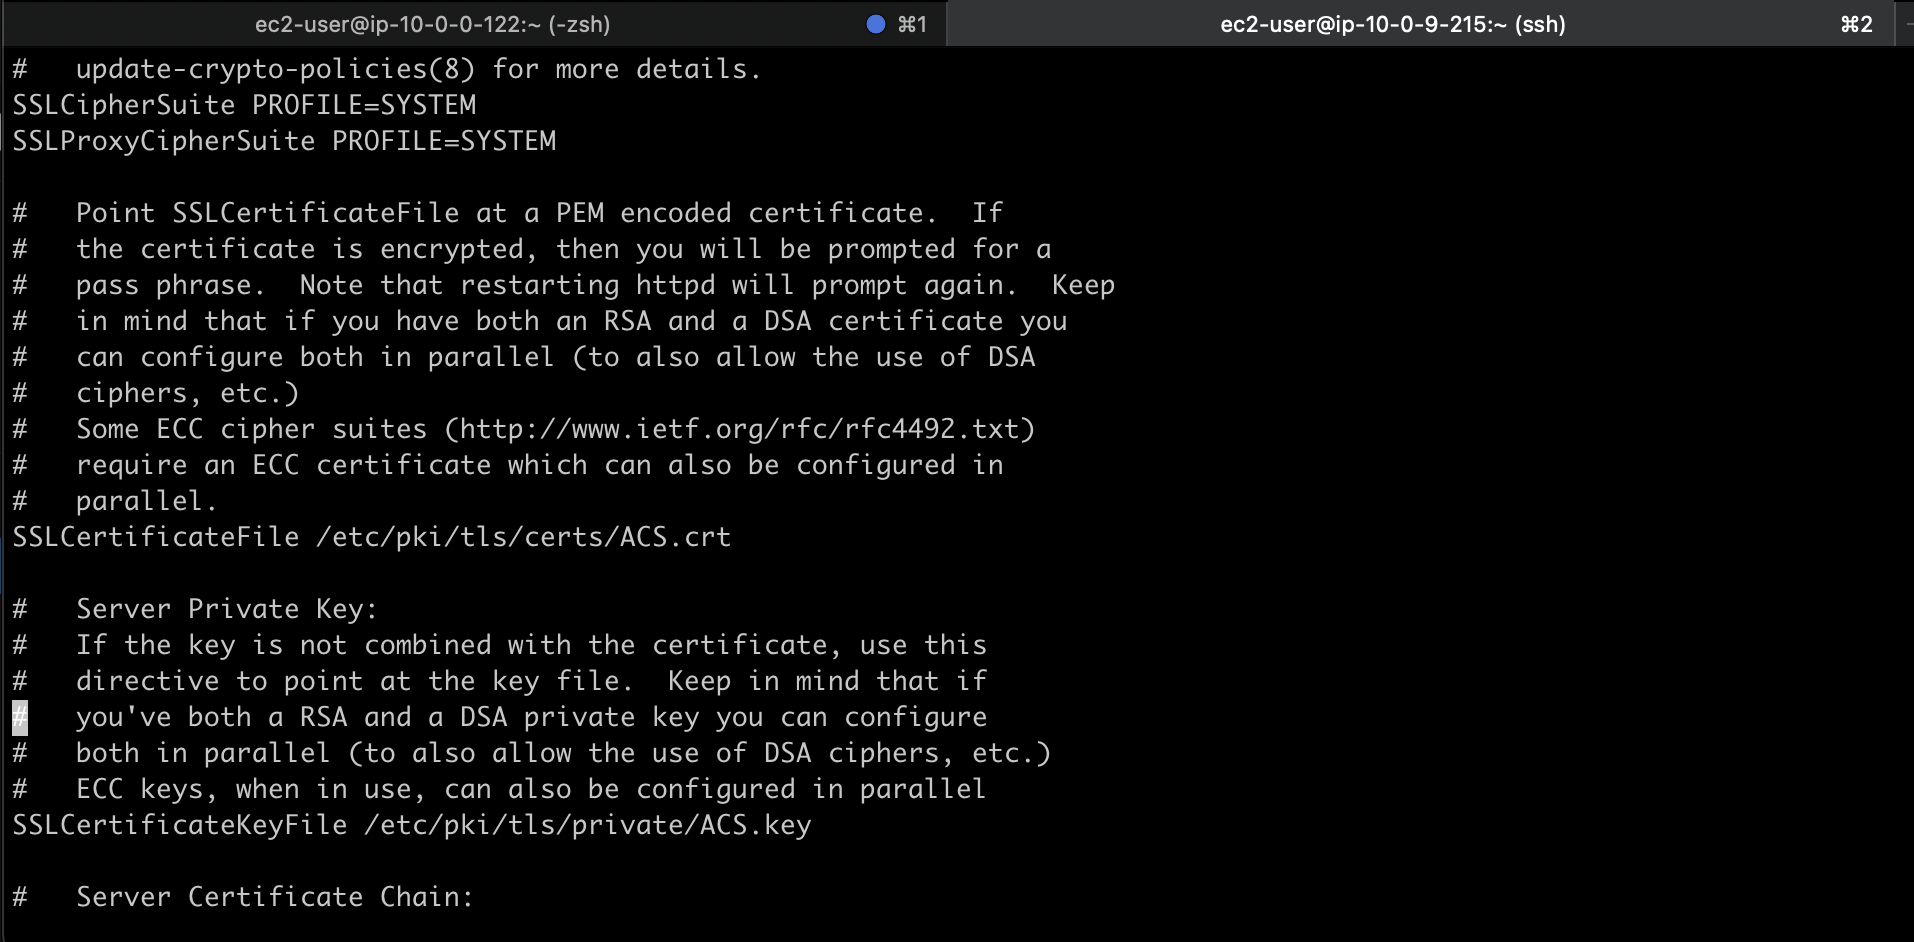 ec2-user@ip-10-0-0-122:~ (-zsh) ⌘1 ec2-user@ip-10-0-9-215:~ (ssh) ⌘2
#   update-crypto-policies(8) for more details.
SSLCipherSuite PROFILE=SYSTEM
SSLProxyCipherSuite PROFILE=SYSTEM

#   Point SSLCertificateFile at a PEM encoded certificate.  If
#   the certificate is encrypted, then you will be prompted for a
#   pass phrase.  Note that restarting httpd will prompt again.  Keep
#   in mind that if you have both an RSA and a DSA certificate you
#   can configure both in parallel (to also allow the use of DSA
#   ciphers, etc.)
#   Some ECC cipher suites (http://www.ietf.org/rfc/rfc4492.txt)
#   require an ECC certificate which can also be configured in
#   parallel.
SSLCertificateFile /etc/pki/tls/certs/ACS.crt

#   Server Private Key:
#   If the key is not combined with the certificate, use this
#   directive to point at the key file.  Keep in mind that if
#   you've both a RSA and a DSA private key you can configure
#   both in parallel (to also allow the use of DSA ciphers, etc.)
#   ECC keys, when in use, can also be configured in parallel
SSLCertificateKeyFile /etc/pki/tls/private/ACS.key

#   Server Certificate Chain: